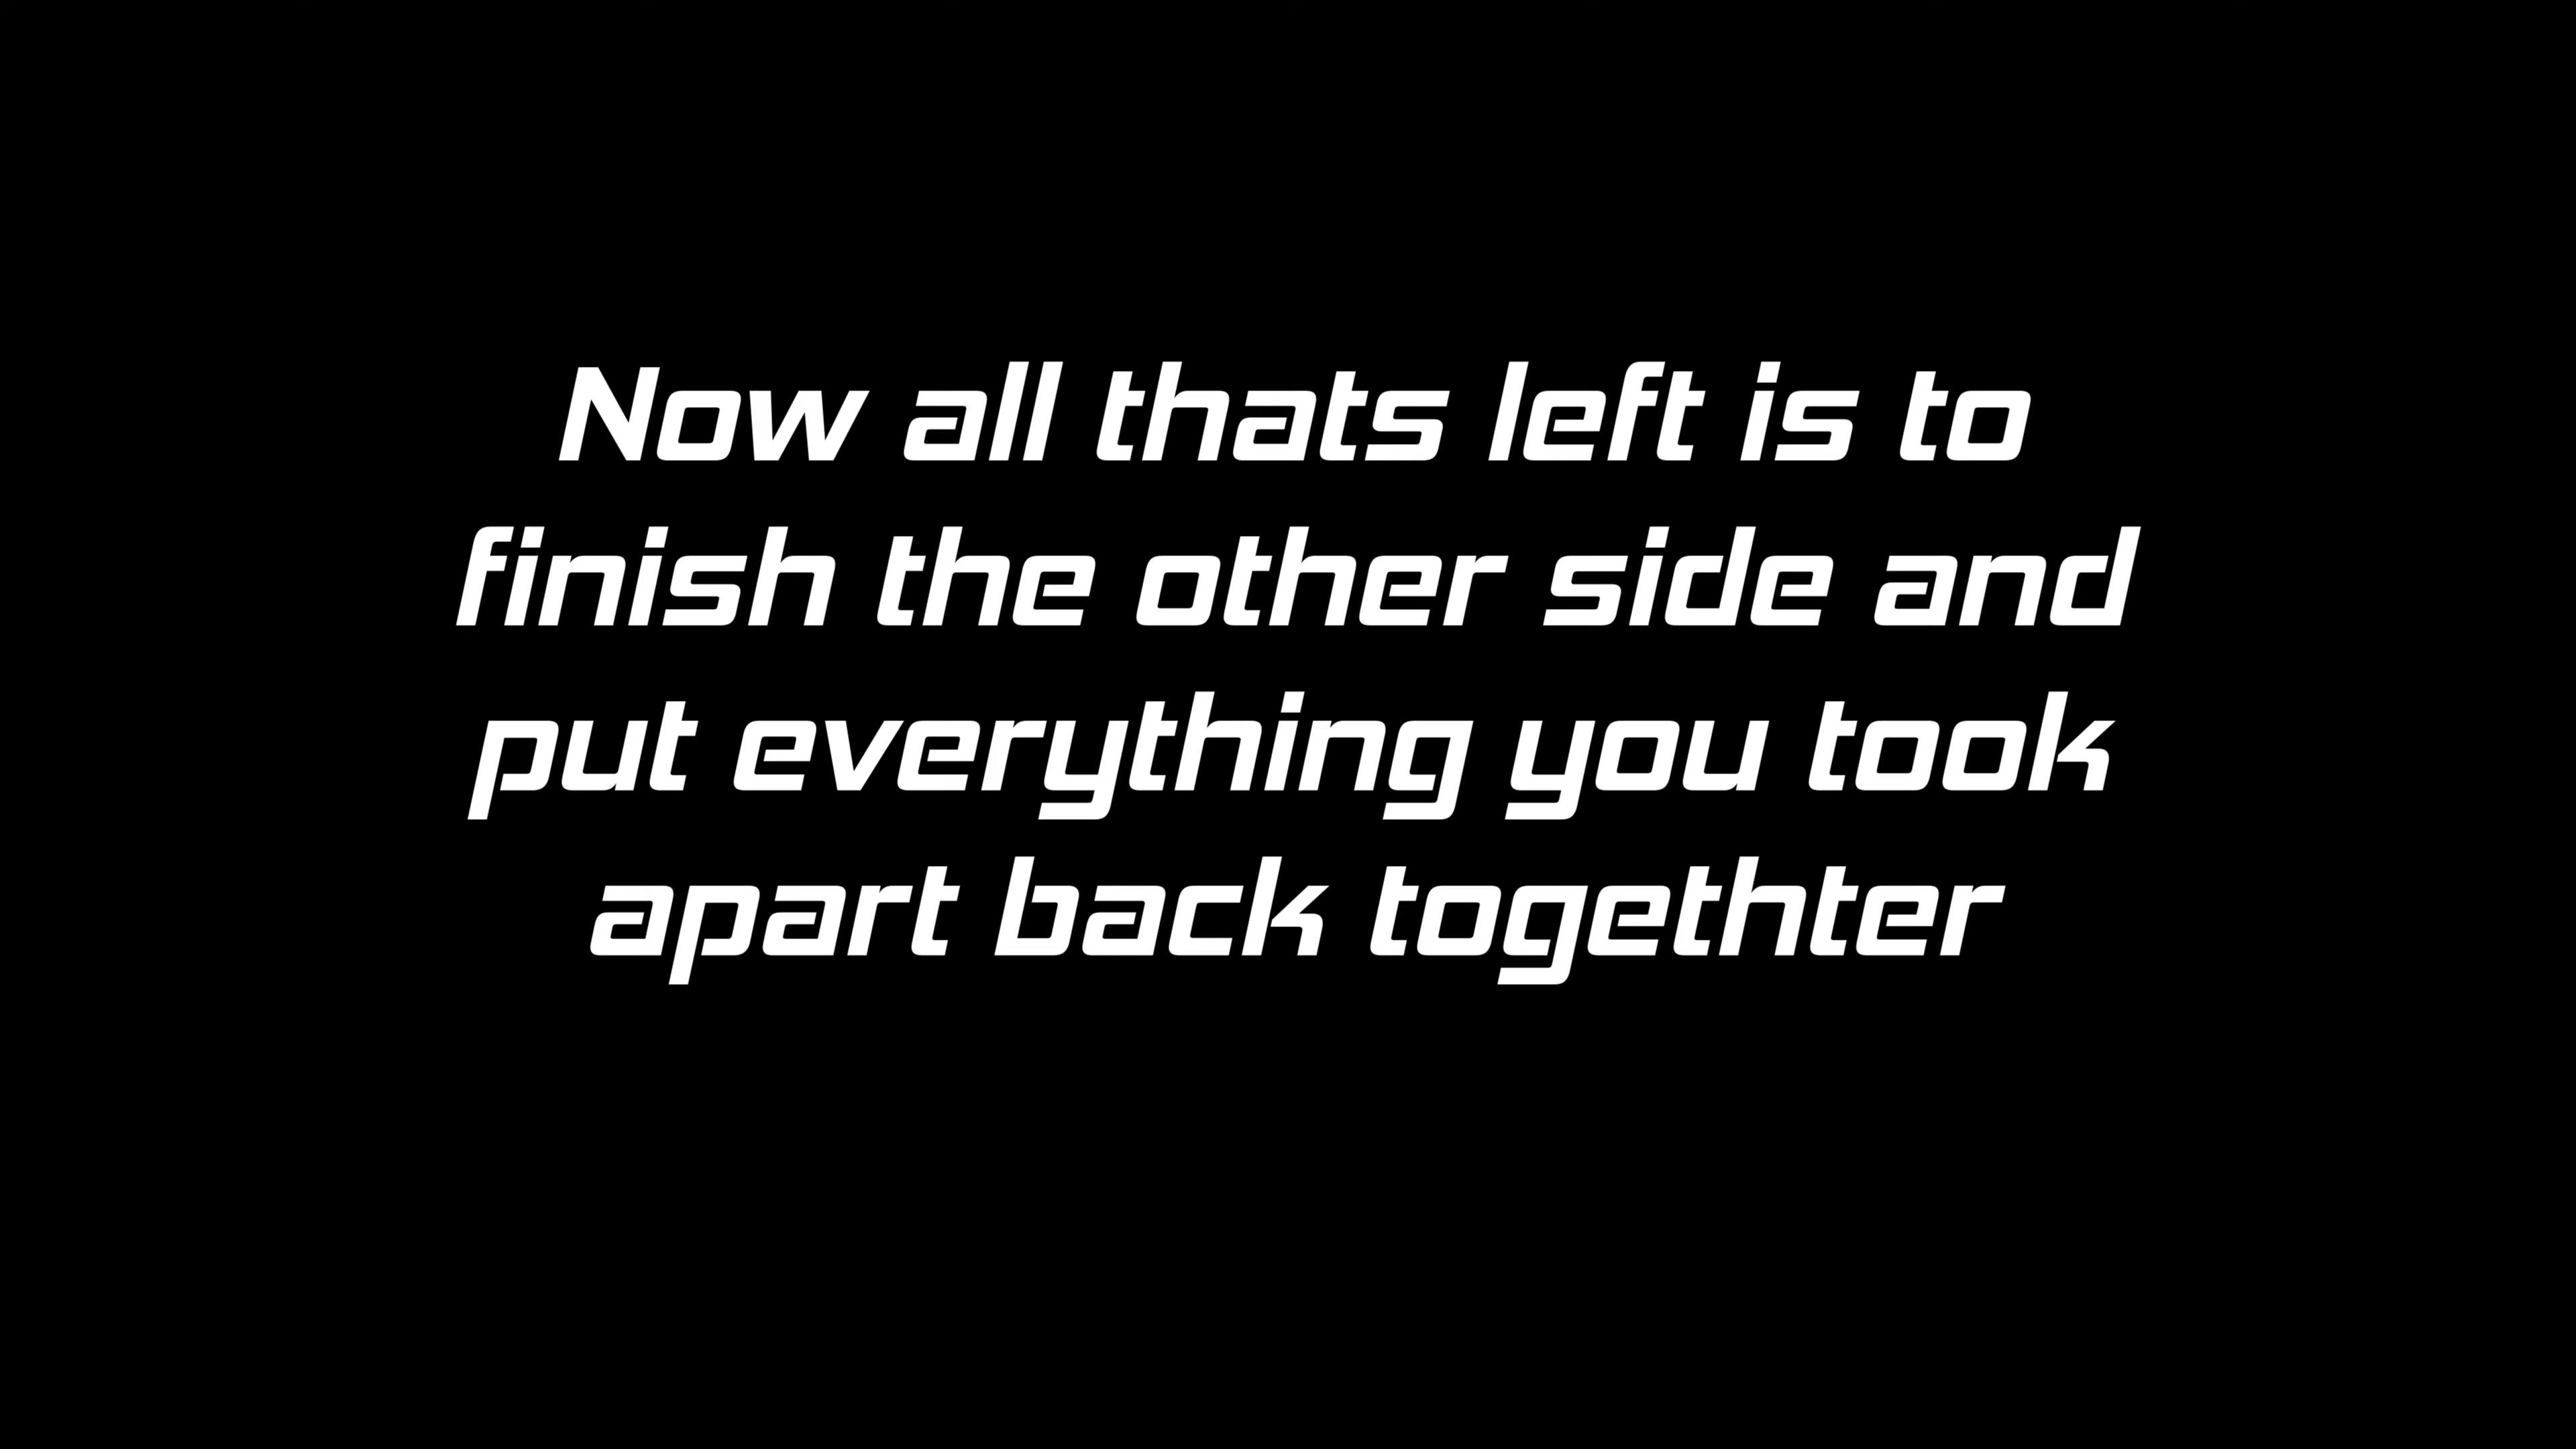 Now all thats left is to
finish the other side and
put everything you took
apart back togethter